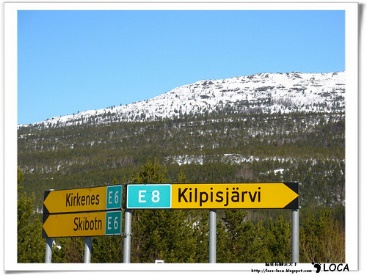 Kirkenes E6
Skibotn E6
E8 Kilpisjärvi
LOCA